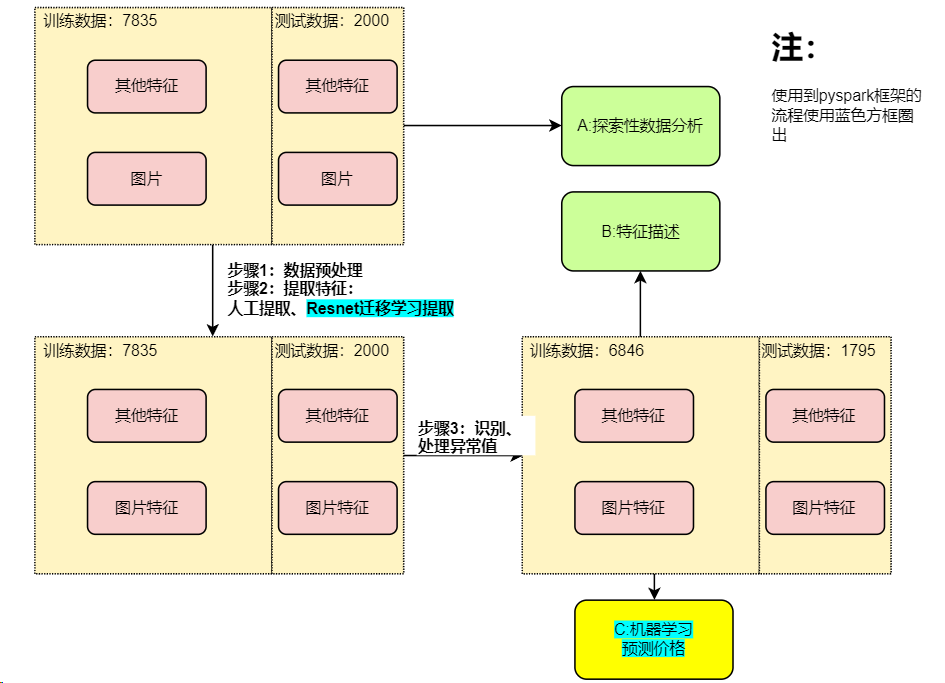 训练数据：7835
测试数据：2000
其他特征
其他特征
图片
图片
注：
使用到pyspark框架的
流程使用蓝色方框圈
出
A:探索性数据分析
B:特征描述
步骤1：数据预处理
步骤2：提取特征：
人工提取、Resnet迁移学习提取
训练数据：7835
测试数据：2000
其他特征
其他特征
图片特征
图片特征
步骤3：识别、
处理异常值
训练数据：6846
测试数据：1795
其他特征
其他特征
图片特征
图片特征
C:机器学习
预测价格